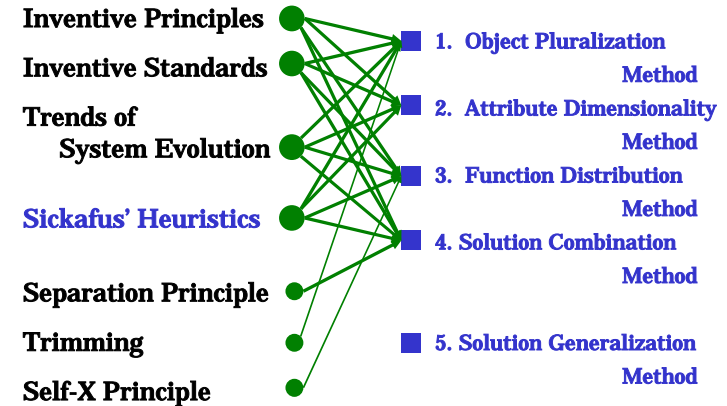 Inventive Principles
Inventive Standards
Trends of
System Evolution
Sickafus’ Heuristics
Separation Principle
Trimming
Self-X Principle
1. Object Pluralization
Method
2. Attribute Dimensionality
Method
3. Function Distribution
Method
4. Solution Combination
Method
5. Solution Generalization
Method